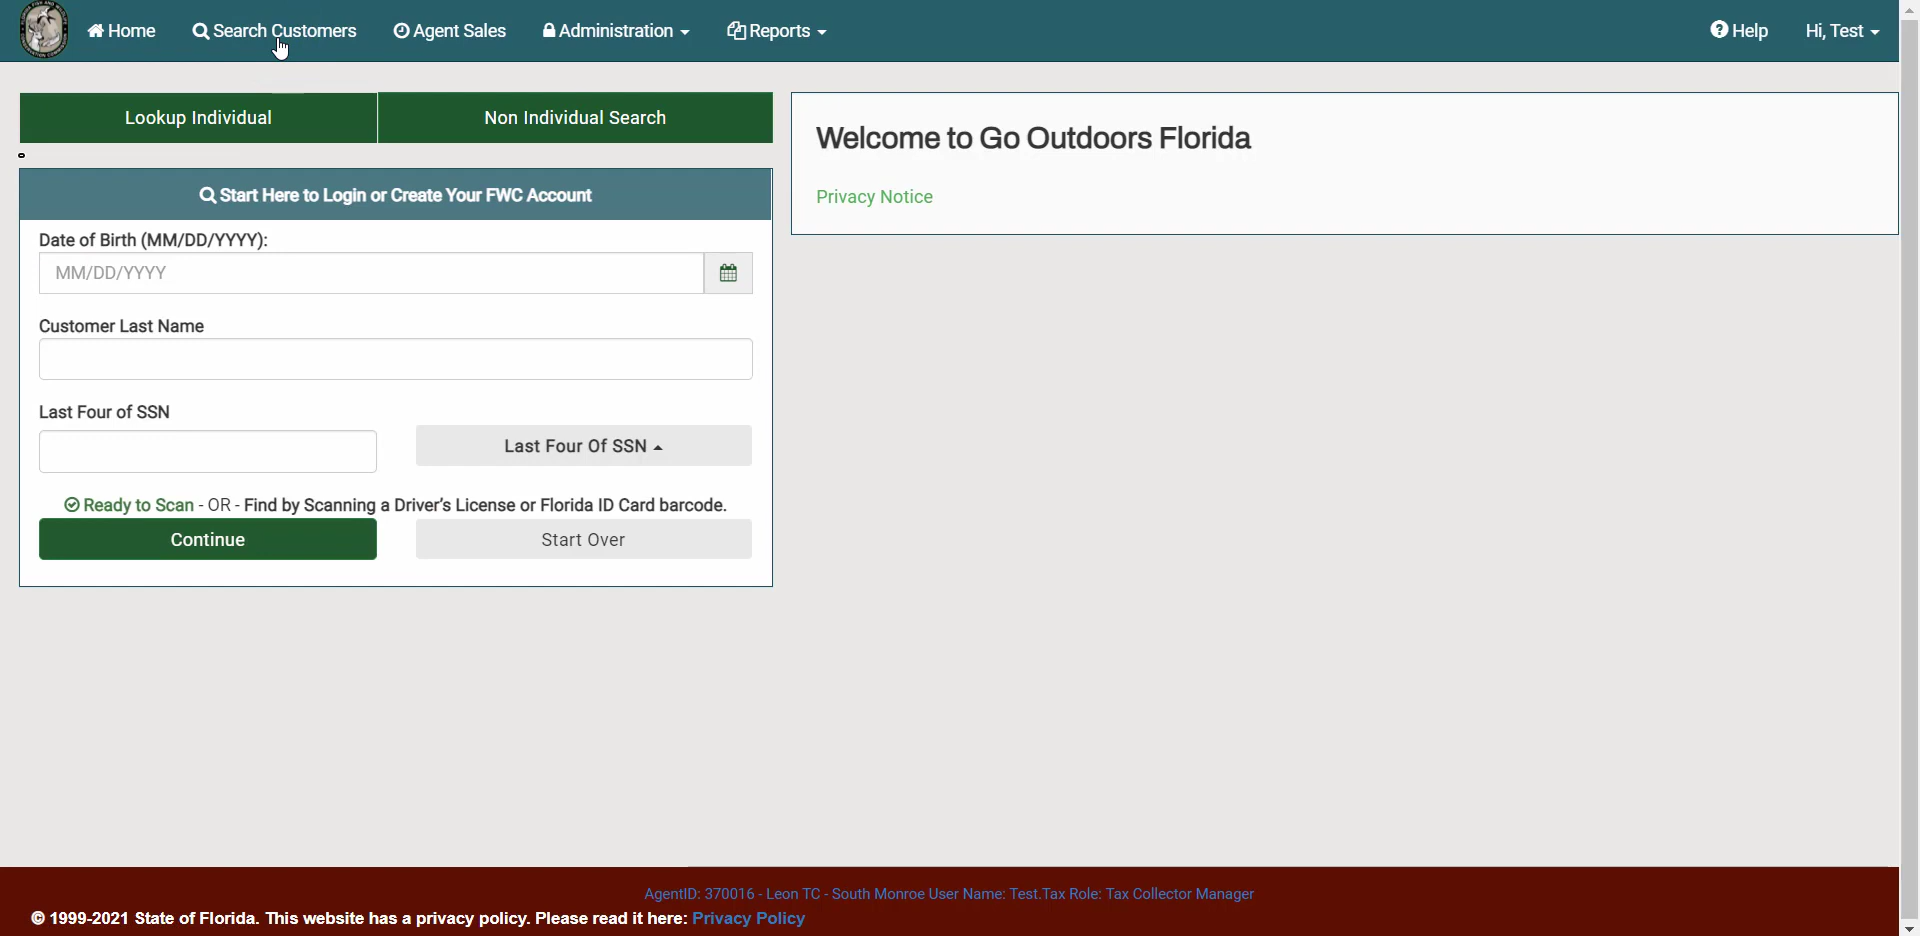 Home
Search Customers
Agent Sales
Administration
Reports
Help
Hi, Test
Lookup Individual
Non Individual Search
Start Here to Login or Create Your FWC Account
Date of Birth (MM/DD/YYYY):
MM/DD/YYYY
Customer Last Name
Last Four of SSN
Last Four Of SSN
Ready to Scan - OR - Find by Scanning a Driver’s License or Florida ID Card barcode.
Continue
Start Over
Welcome to Go Outdoors Florida
Privacy Notice
AgentID: 370016 - Leon TC - South Monroe User Name: Test.Tax Role: Tax Collector Manager
© 1999-2021 State of Florida. This website has a privacy policy. Please read it here: Privacy Policy